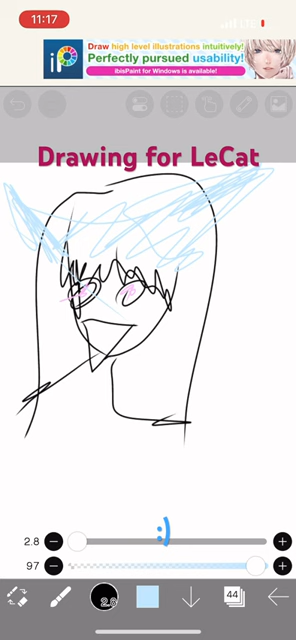 11:17
iP
Draw high level illustrations intuitively!
Perfectly pursued usability!
ibisPaint for Windows is available!
Drawing for LeCat
:)
2.8
97
2.8
44